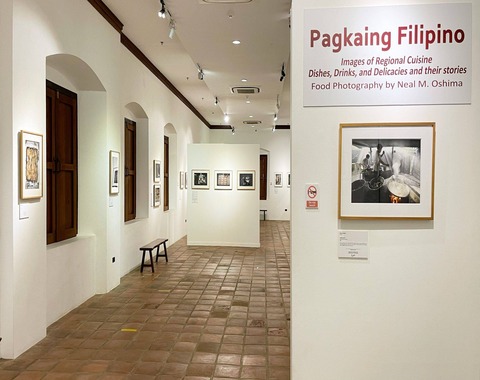 Pagkaing Filipino
Images of Regional Cuisine
Dishes, Drinks, and Delicacies and their stories
Food Photography by Neal M. Oshima